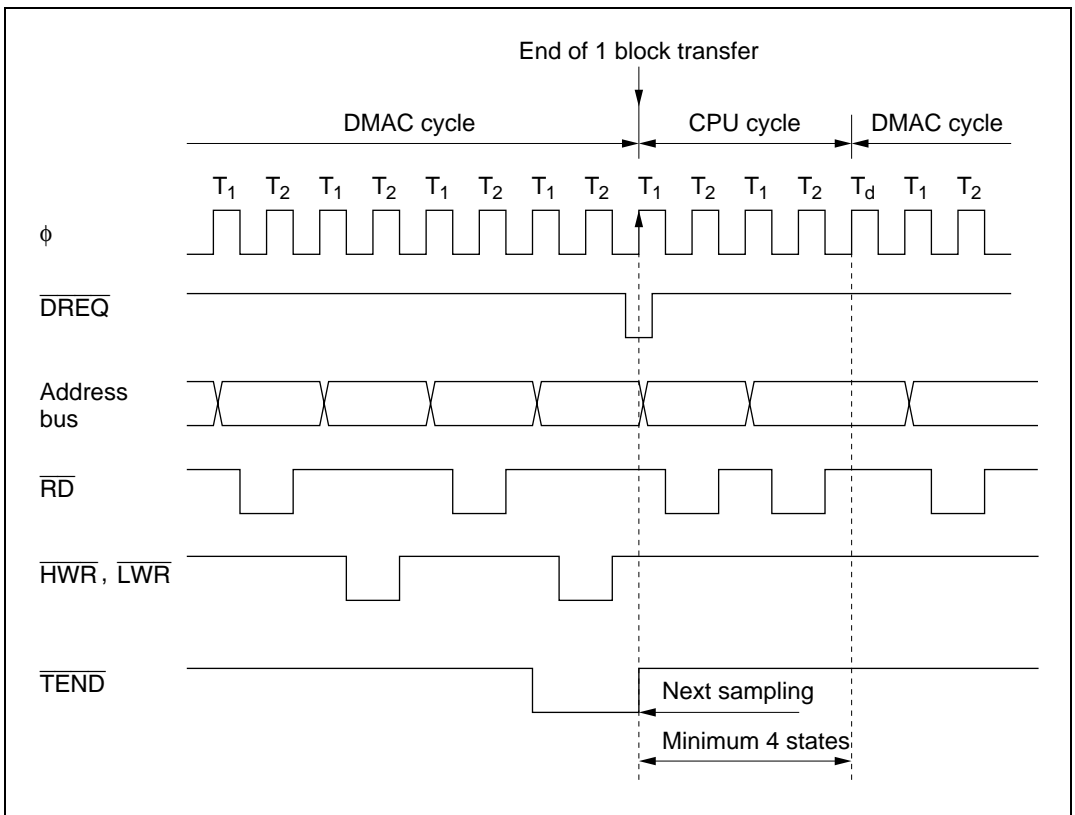 End of 1 block transfer
DMAC cycle CPU cycle DMAC cycle
T1 T2 T1 T2 T1 T2 T1 T2 T1 T2 T1 T2 Td T1 T2
ϕ
DREQ
Address
bus
RD
HWR, LWR
TEND
Next sampling
Minimum 4 states